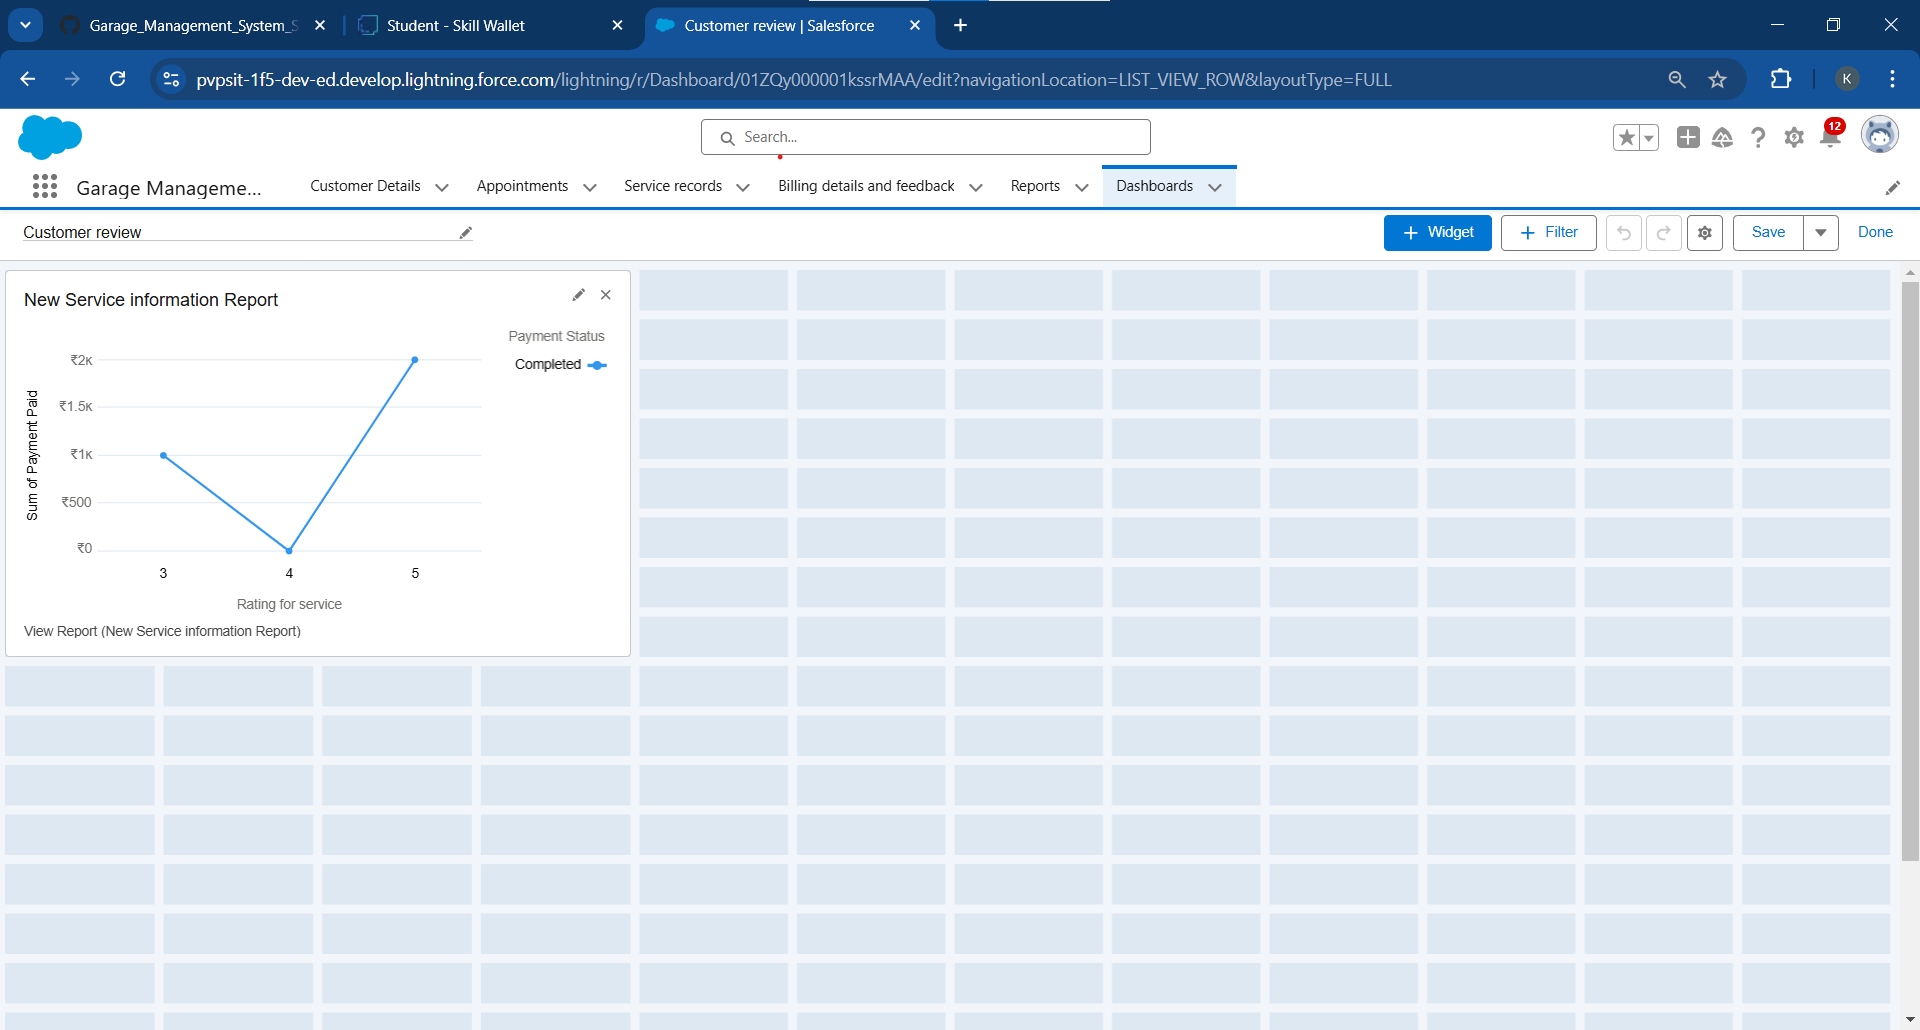 Garage_Management_System_S
Student - Skill Wallet
Customer review | Salesforce
pvpsit-1f5-dev-ed.develop.lightning.force.com/lightning/r/Dashboard/01ZQy000001kssrMAA/edit?navigationLocation=LIST_VIEW_ROW&layoutType=FULL
K
Search...
12
Garage Manageme...
Customer Details
Appointments
Service records
Billing details and feedback
Reports
Dashboards
Customer review
+ Widget
+ Filter
Save
Done
New Service information Report
Payment Status
Completed
Sum of Payment Paid
₹2K
₹1.5K
₹1K
₹500
₹0
3 4 5
Rating for service
View Report (New Service information Report)